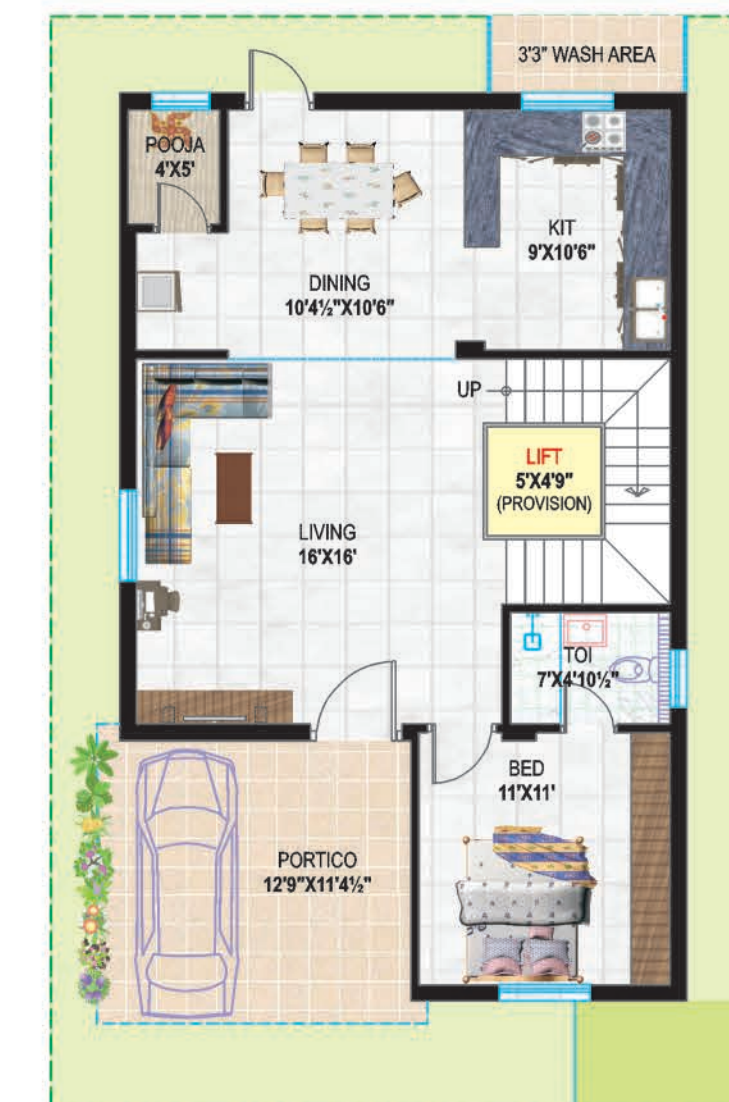 3'3" WASH AREA
POOJA
4'X5'
KIT
9'X10'6"
DINING
10'4½"X10'6"
UP
LIFT
5'X4'9"
(PROVISION)
LIVING
16'X16'
TOI
7'X4'10½"
BED
11'X11'
PORTICO
12'9"X11'4½"